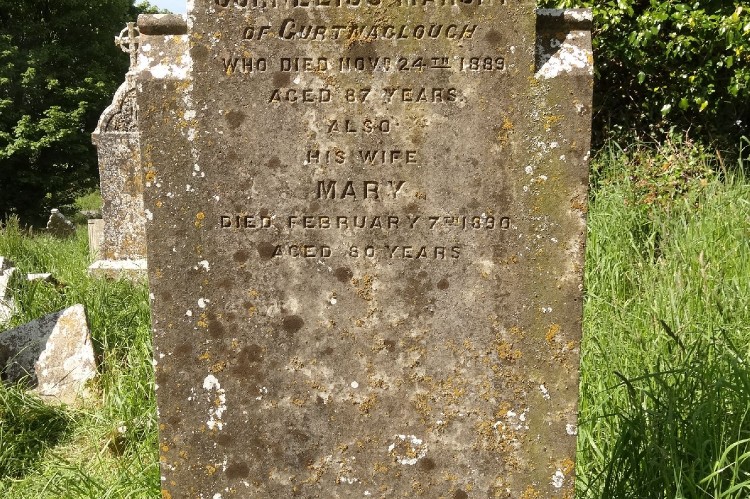 OF CURTNACLOUGH
WHO DIED NOVR 24TH 1889
AGED 87 YEARS.
ALSO
HIS WIFE
MARY
DIED FEBRUARY 7TH 1890.
AGED 80 YEARS